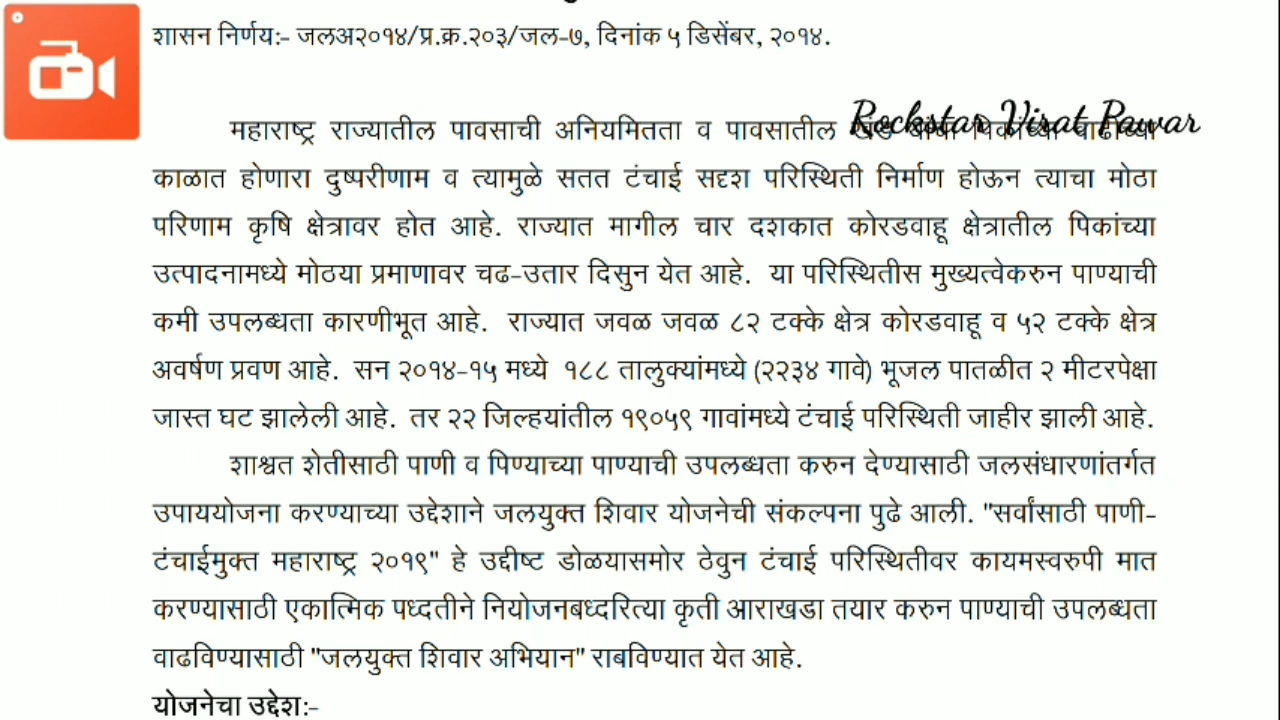 शासन निर्णय:- जलअ२०१४/प्र.क्र.२०३/जल-७, दिनांक ५ डिसेंबर, २०१४.
Rockstar Virat Pawar
महाराष्ट्र राज्यातील पावसाची अनियमितता व पावसातील
काळात होणारा दुष्परीणाम व त्यामुळे सतत टंचाई सदृश परिस्थिती निर्माण होऊन त्याचा मोठा
परिणाम कृषि क्षेत्रावर होत आहे. राज्यात मागील चार दशकात कोरडवाहू क्षेत्रातील पिकांच्या
उत्पादनामध्ये मोठया प्रमाणावर चढ-उतार दिसुन येत आहे. या परिस्थितीस मुख्यत्वेकरुन पाण्याची
कमी उपलब्धता कारणीभूत आहे. राज्यात जवळ जवळ ८२ टक्के क्षेत्र कोरडवाहू व ५२ टक्के क्षेत्र
अवर्षण प्रवण आहे. सन २०१४-१५ मध्ये १८८ तालुक्यांमध्ये (२२३४ गावे) भूजल पातळीत २ मीटरपेक्षा
जास्त घट झालेली आहे. तर २२ जिल्हयांतील १९०५९ गावांमध्ये टंचाई परिस्थिती जाहीर झाली आहे.
शाश्वत शेतीसाठी पाणी व पिण्याच्या पाण्याची उपलब्धता करुन देण्यासाठी जलसंधारणांतर्गत
उपाययोजना करण्याच्या उद्देशाने जलयुक्त शिवार योजनेची संकल्पना पुढे आली. "सर्वांसाठी पाणी-
टंचाईमुक्त महाराष्ट्र २०१९" हे उद्दीष्ट डोळयासमोर ठेवुन टंचाई परिस्थितीवर कायमस्वरुपी मात
करण्यासाठी एकात्मिक पध्दतीने नियोजनबध्दरित्या कृती आराखडा तयार करुन पाण्याची उपलब्धता
वाढविण्यासाठी "जलयुक्त शिवार अभियान" राबविण्यात येत आहे.
योजनेचा उद्देश:-